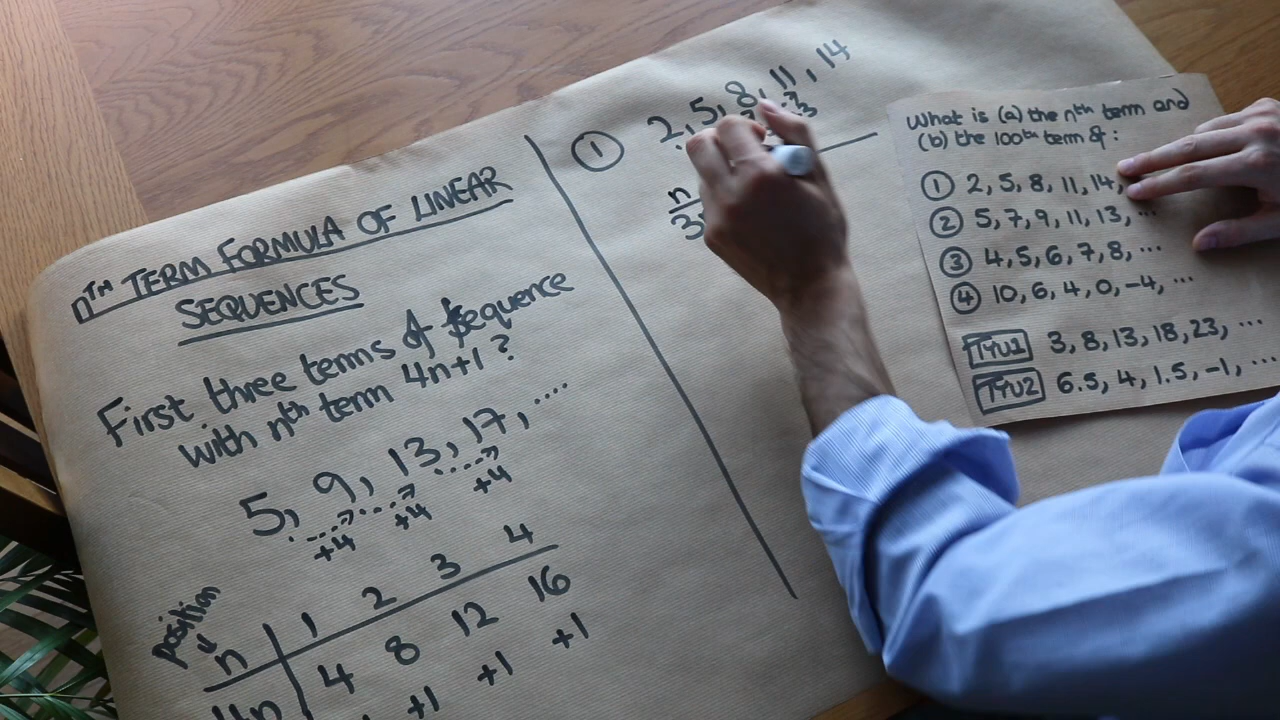 nTH TERM FORMULA OF LINEAR
SEQUENCES
First three terms of sequence
with nth term 4n+1?
5, 9, 13, 17, ....
+4 +4 +4
position
n 1 2 3 4
4n 4 8 12 16
+1 +1 +1
① 2, 5, 8, 11, 14
n
3
What is (a) the nth term and
(b) the 100th term of:
① 2, 5, 8, 11, 14,
② 5, 7, 9, 11, 13, ...
③ 4, 5, 6, 7, 8, ...
④ 10, 6, 4, 0, -4, ...
TYU1 3, 8, 13, 18, 23, ...
TYU2 6.5, 4, 1.5, -1, ...